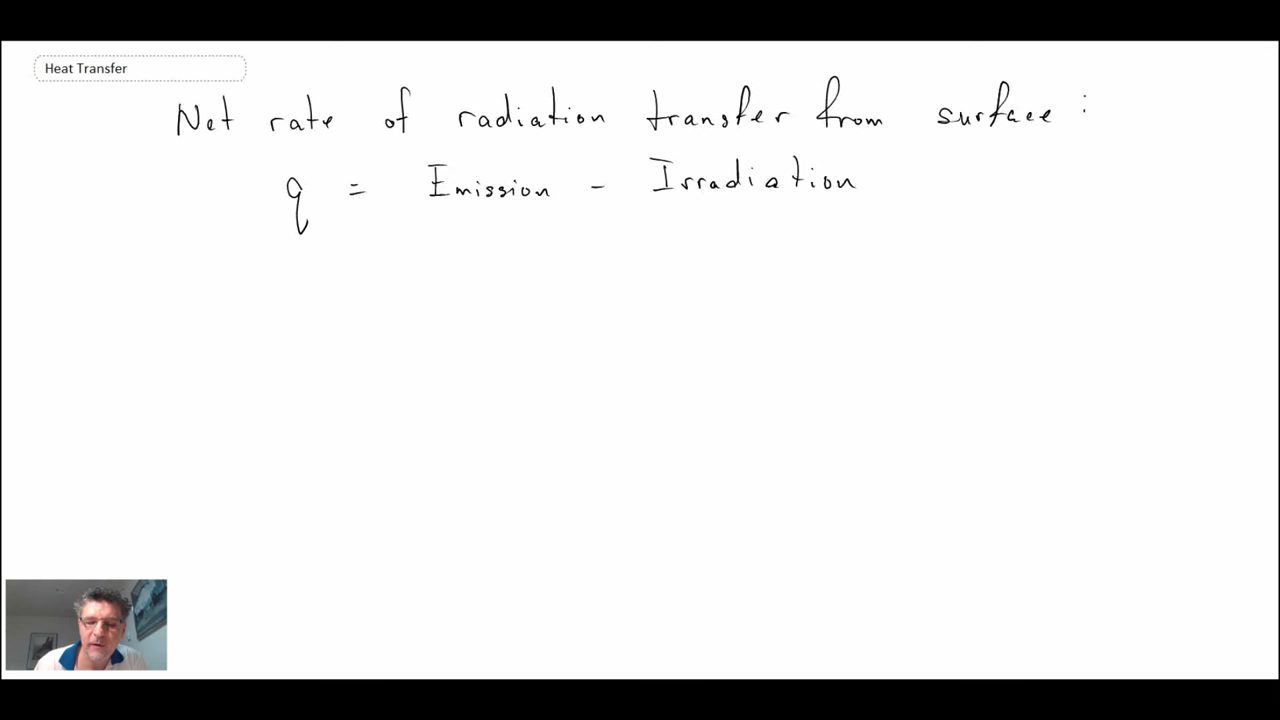 Heat Transfer
Net rate of radiation transfer from surface :
q = Emission - Irradiation